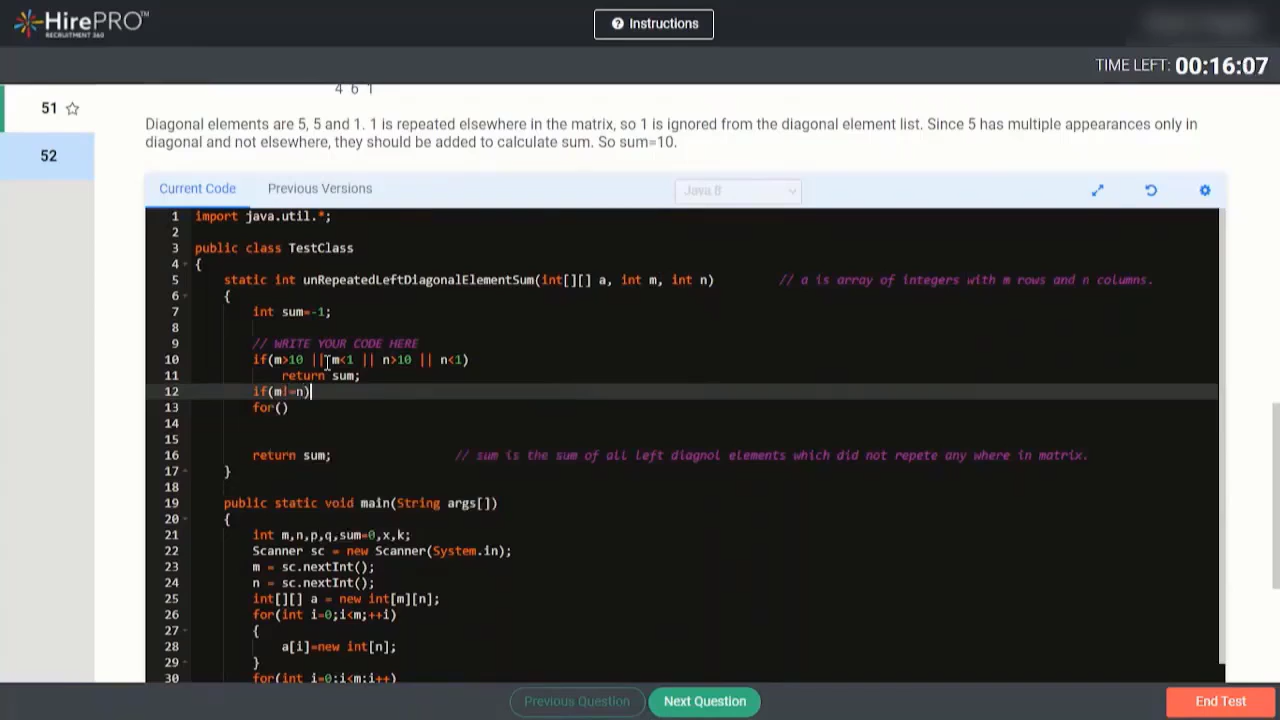 HirePRO™
RECRUITMENT 360
Instructions
TIME LEFT: 00:16:07
51
52
4 6 1
Diagonal elements are 5, 5 and 1. 1 is repeated elsewhere in the matrix, so 1 is ignored from the diagonal element list. Since 5 has multiple appearances only in
diagonal and not elsewhere, they should be added to calculate sum. So sum=10.
Current Code Previous Versions Java 8
1 import java.util.*;
2
3 public class TestClass
4 {
5 static int unRepeatedLeftDiagonalElementSum(int[][] a, int m, int n) // a is array of integers with m rows and n columns.
6 {
7 int sum=-1;
8
9 // WRITE YOUR CODE HERE
10 if(m>10 || m<1 || n>10 || n<1)
11 return sum;
12 if(m!=n)
13 for()
14
15
16 return sum; // sum is the sum of all left diagnol elements which did not repete any where in matrix.
17 }
18
19 public static void main(String args[])
20 {
21 int m,n,p,q,sum=0,x,k;
22 Scanner sc = new Scanner(System.in);
23 m = sc.nextInt();
24 n = sc.nextInt();
25 int[][] a = new int[m][n];
26 for(int i=0;i<m;++i)
27 {
28 a[i]=new int[n];
29 }
30 for(int i=0;i<m;i++)
Previous Question Next Question End Test